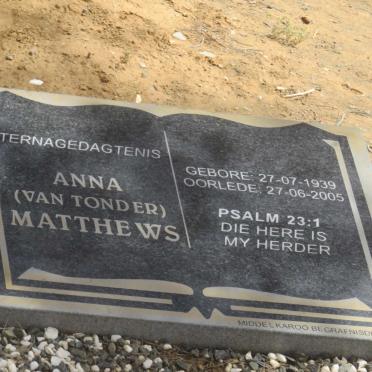 TERNAGEDAGTENIS
ANNA
(VAN TONDER)
MATTHEWS
GEBORE: 27-07-1939
OORLEDE: 27-06-2005
PSALM 23:1
DIE HERE IS
MY HERDER
MIDDELKAROO BEGRAFNISDI